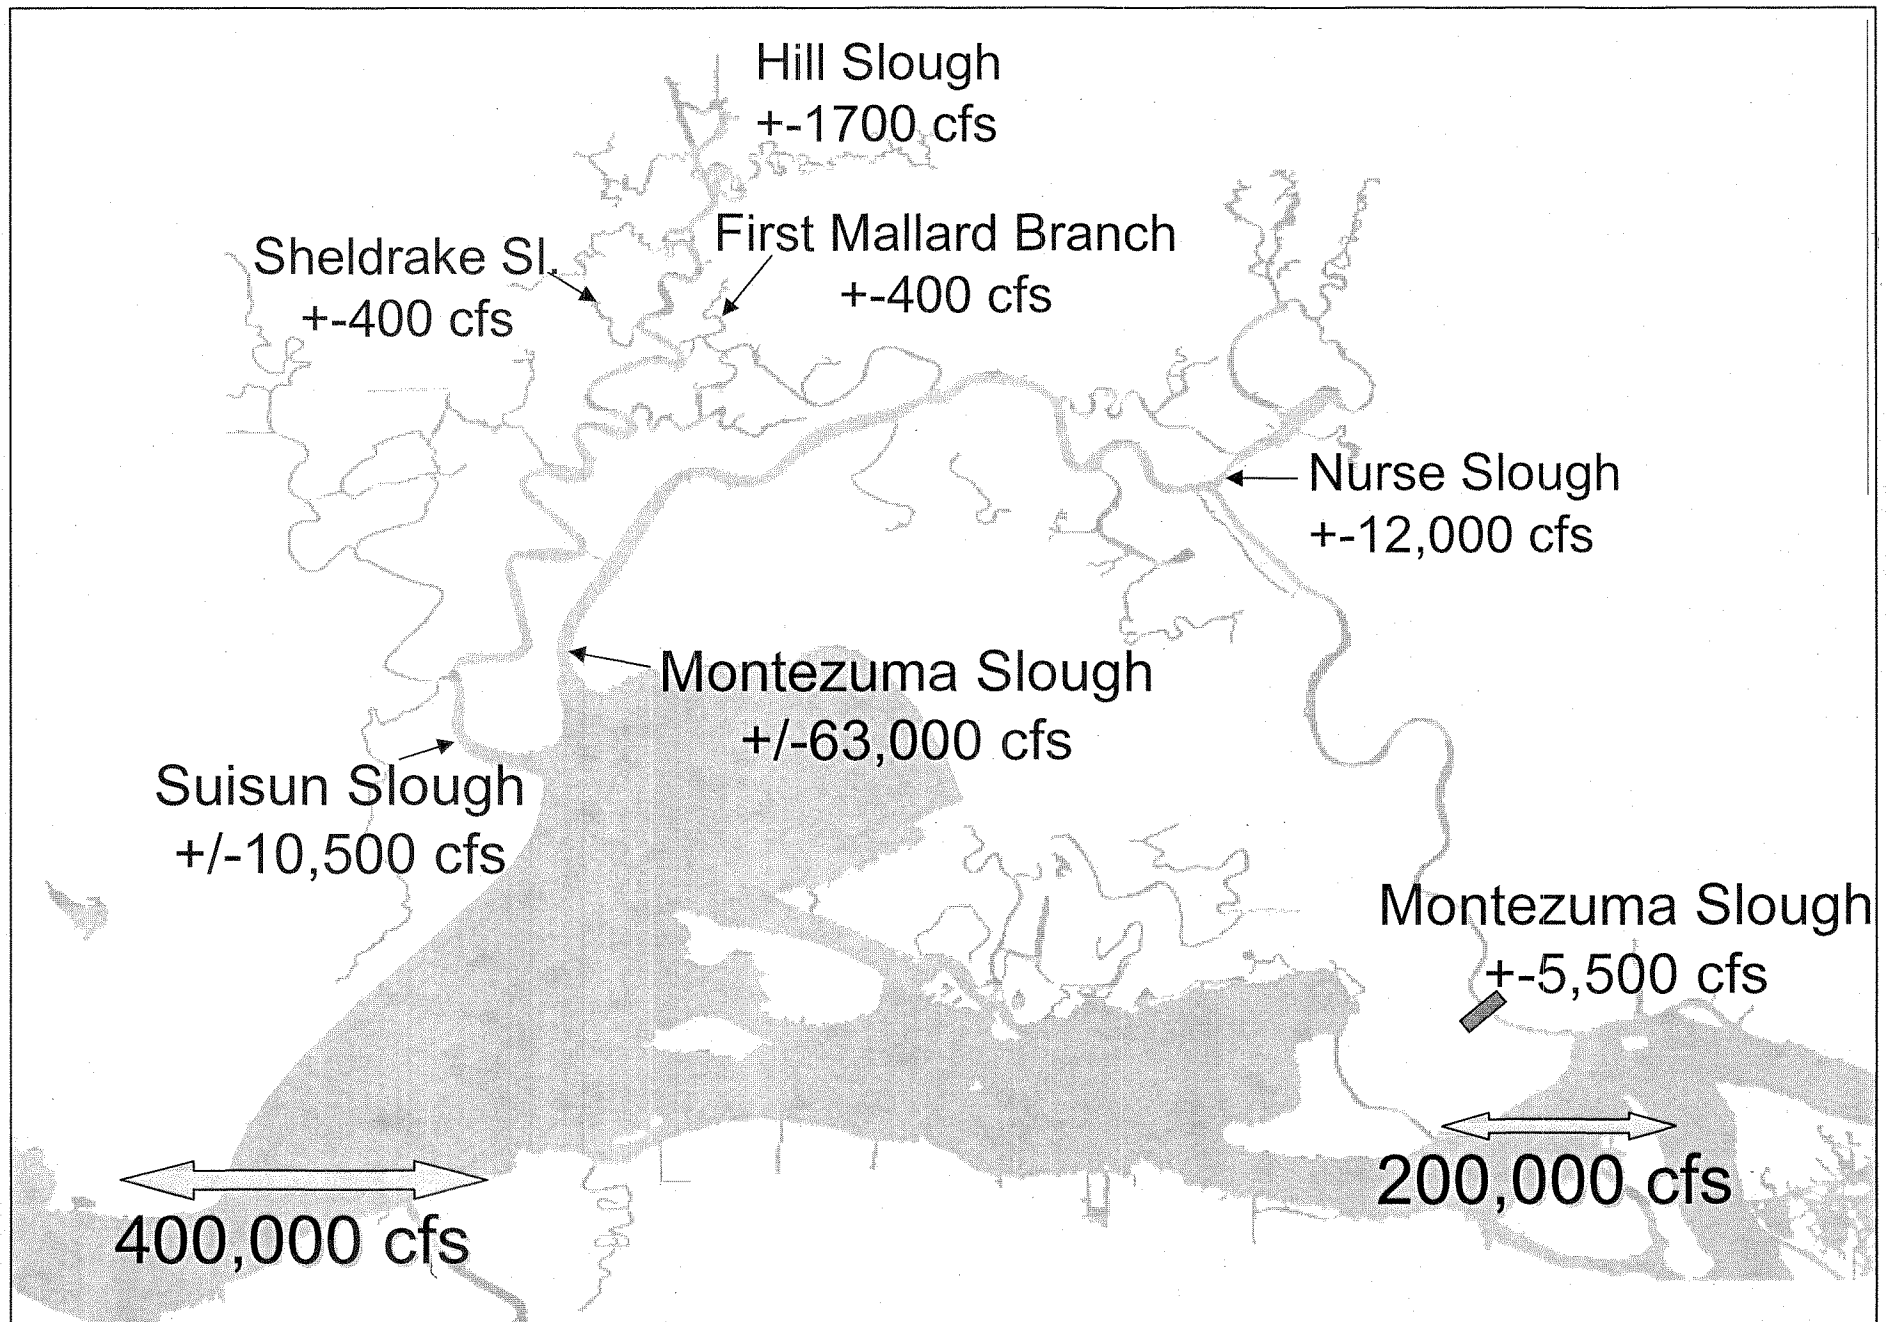 Hill Slough
+-1700 cfs
First Mallard Branch
+-400 cfs
Sheldrake Sl.
+-400 cfs
Nurse Slough
+-12,000 cfs
Montezuma Slough
+/-63,000 cfs
Suisun Slough
+/-10,500 cfs
Montezuma Slough
+-5,500 cfs
200,000 cfs
400,000 cfs